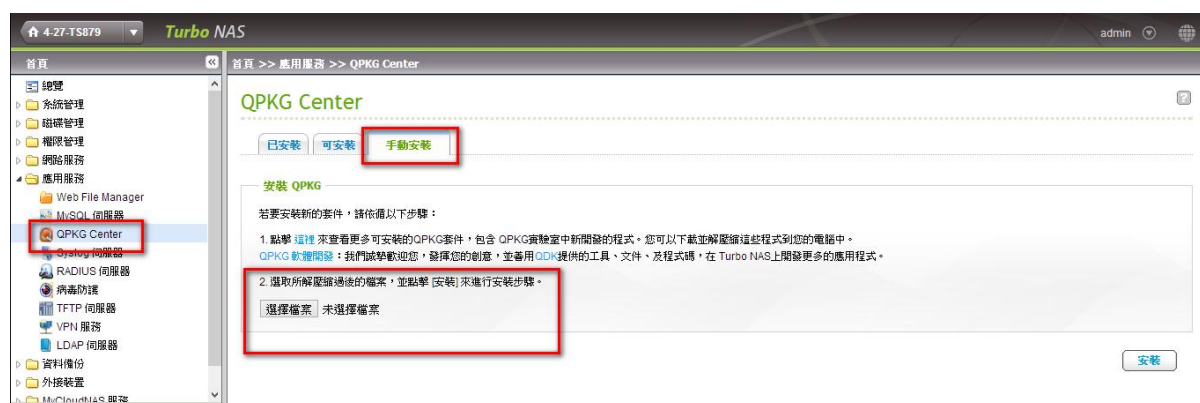 4-27-TS879
Turbo NAS
admin
首頁
首頁 >> 應用服務 >> QPKG Center
總覽
系統管理
磁碟管理
權限管理
網路服務
應用服務
Web File Manager
MySQL 伺服器
QPKG Center
Syslog 伺服器
RADIUS 伺服器
病毒防護
TFTP 伺服器
VPN 服務
LDAP 伺服器
資料備份
外接裝置
MyCloudNAS 服務
QPKG Center
已安裝 可安裝 手動安裝
安裝 QPKG
若要安裝新的套件，請依循以下步驟：
1. 點擊 這裡 來查看更多可安裝的QPKG套件，包含 QPKG實驗室中新開發的程式。您可以下載並解壓縮這些程式到您的電腦中。
QPKG 軟體開發：我們誠摯歡迎您，發揮您的創意，並善用QDK提供的工具、文件、及程式碼，在 Turbo NAS上開發更多的應用程式。
2. 選取所解壓縮過後的檔案，並點擊 [安裝] 來進行安裝步驟。
選擇檔案 未選擇檔案
安裝